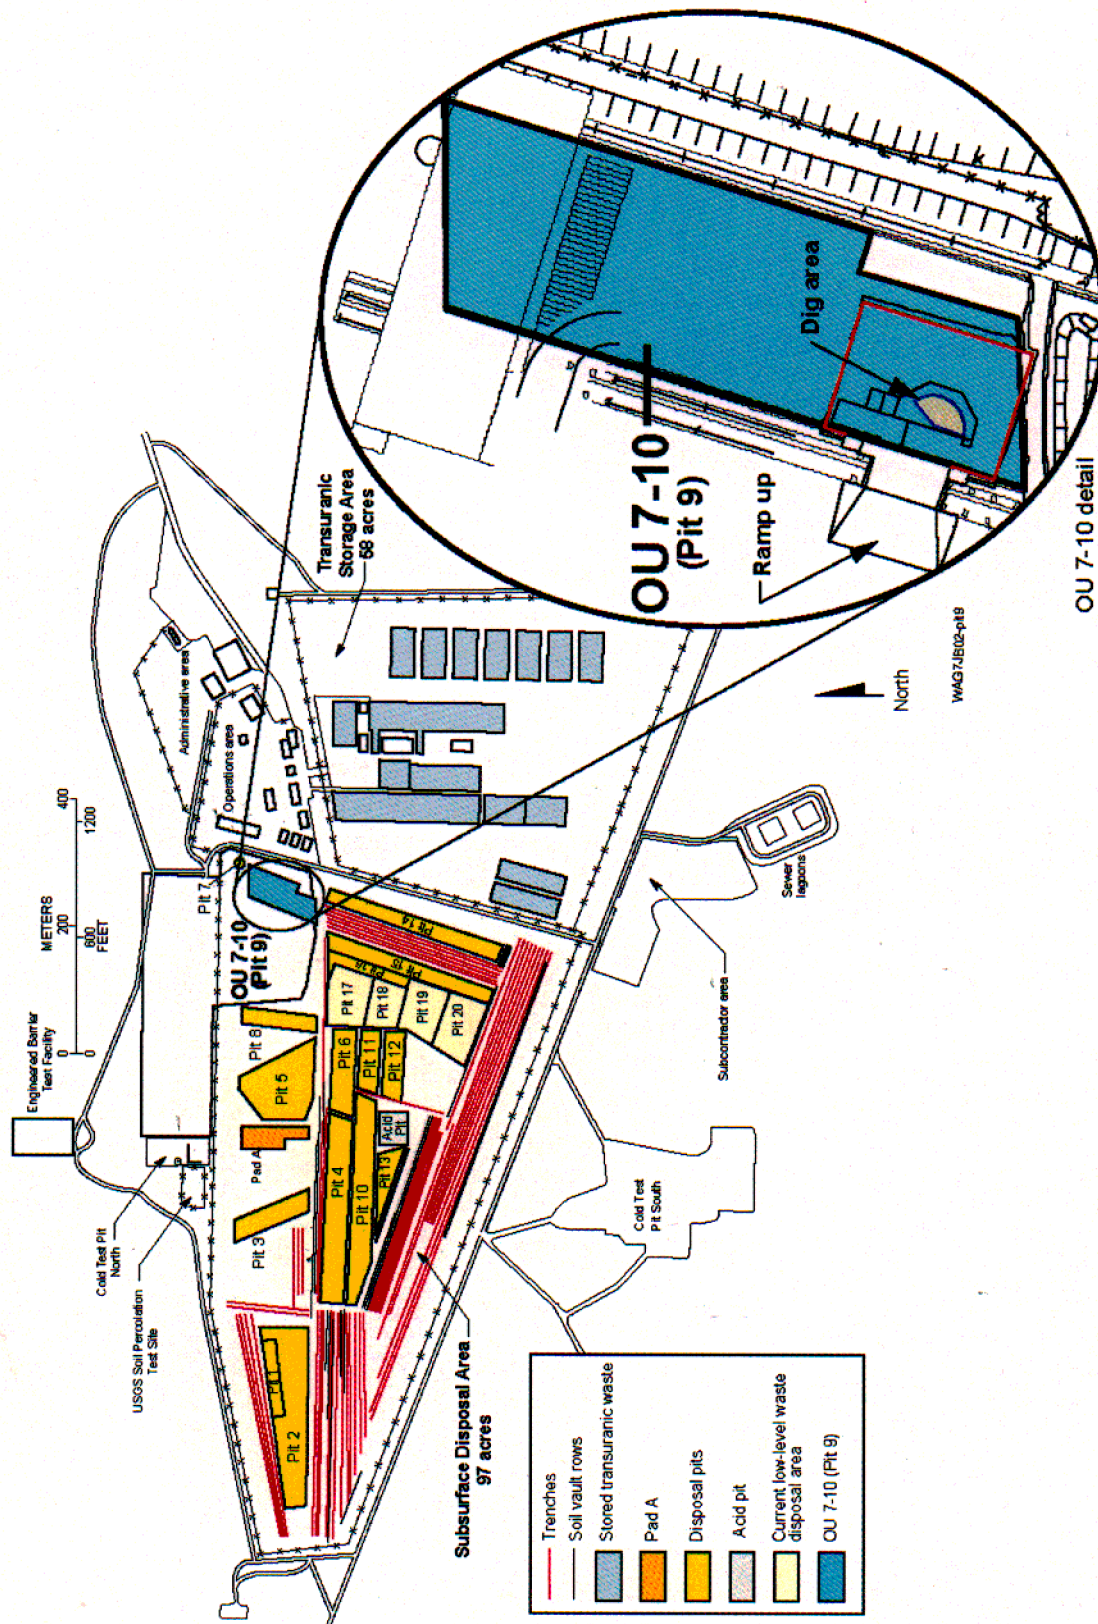 Engineered Barrier
Test Facility
METERS
0 200 400
0 600 1200
FEET
Cold Test Pit
North
USGS Soil Percolation
Test Site
Administrative area
Operations area
Pit 7
OU 7-10
(Pit 9)
Pit 8
Pit 5
Pad A
Pit 3
Pit 1
Pit 2
Pit 4
Pit 6
Pit 10
Pit 11
Pit 12
Pit 13
Acid
Pit
Pit 17
Pit 18
Pit 19
Pit 20
Pit 14
Pit 15
Pit 16
Transuranic
Storage Area
58 acres
Subsurface Disposal Area
97 acres
Cold Test
Pit South
Subcontractor area
Sewer
lagoons
North
WAG7JB02-pit9
OU 7-10
(Pit 9)
Dig area
Ramp up
OU 7-10 detail
Trenches
Soil vault rows
Stored transuranic waste
Pad A
Disposal pits
Acid pit
Current low-level waste
disposal area
OU 7-10 (Pit 9)